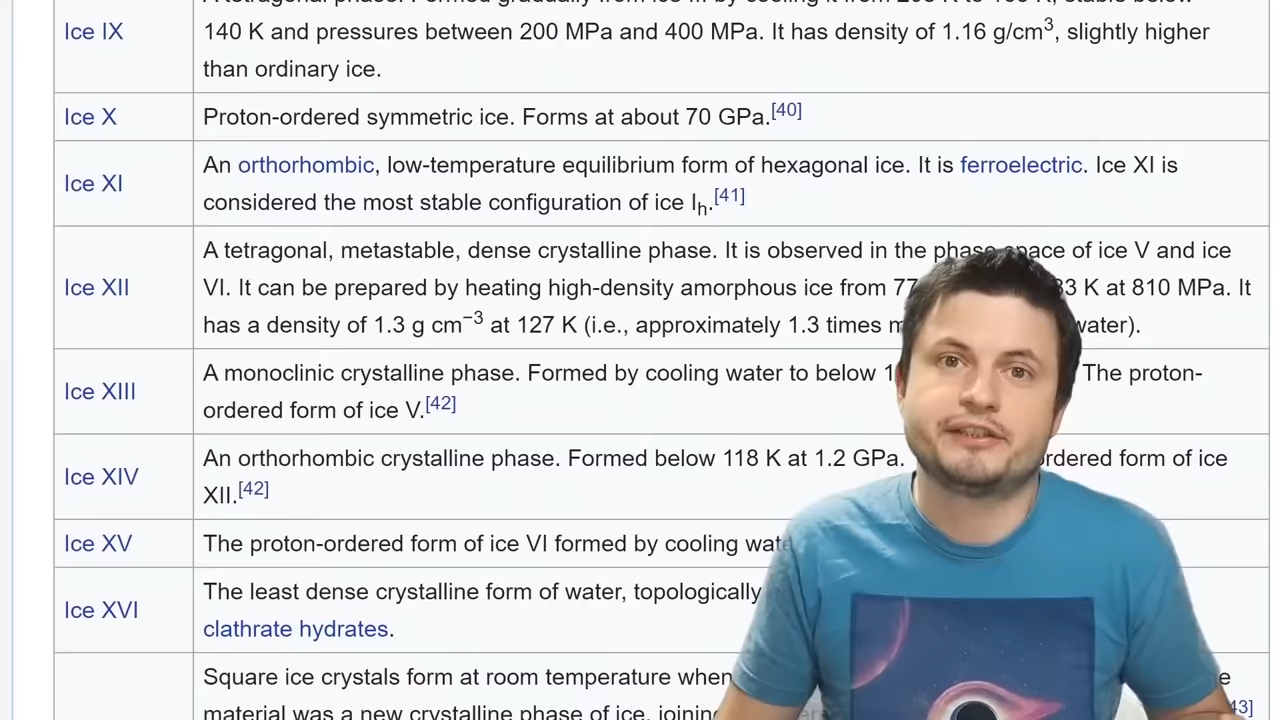 Ice IX
140 K and pressures between 200 MPa and 400 MPa. It has density of 1.16 g/cm³, slightly higher
than ordinary ice.
Ice X
Proton-ordered symmetric ice. Forms at about 70 GPa.[40]
Ice XI
An orthorhombic, low-temperature equilibrium form of hexagonal ice. It is ferroelectric. Ice XI is
considered the most stable configuration of ice Iₕ.[41]
Ice XII
A tetragonal, metastable, dense crystalline phase. It is observed in the phase space of ice V and ice
VI. It can be prepared by heating high-density amorphous ice from 77 K at 810 MPa. It
has a density of 1.3 g cm⁻³ at 127 K (i.e., approximately 1.3 times water).
Ice XIII
A monoclinic crystalline phase. Formed by cooling water to below The proton-
ordered form of ice V.[42]
Ice XIV
An orthorhombic crystalline phase. Formed below 118 K at 1.2 GPa. ordered form of ice
XII.[42]
Ice XV
The proton-ordered form of ice VI formed by cooling
Ice XVI
The least dense crystalline form of water, topologically
clathrate hydrates.
Square ice crystals form at room temperature when
material was a new crystalline phase of ice, joining 43]